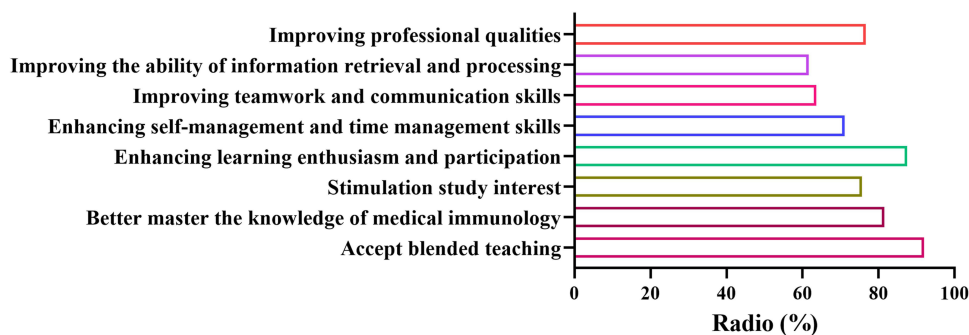 Improving professional qualities
Improving the ability of information retrieval and processing
Improving teamwork and communication skills
Enhancing self-management and time management skills
Enhancing learning enthusiasm and participation
Stimulation study interest
Better master the knowledge of medical immunology
Accept blended teaching
0 20 40 60 80 100
Radio (%)